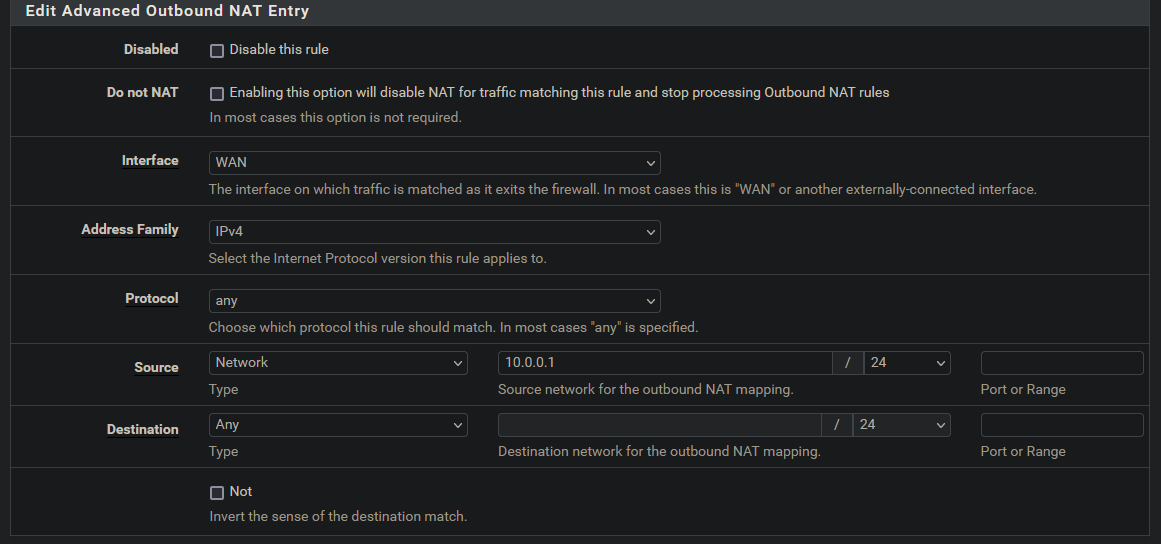 Edit Advanced Outbound NAT Entry
Disabled Disable this rule
Do not NAT Enabling this option will disable NAT for traffic matching this rule and stop processing Outbound NAT rules
In most cases this option is not required.
Interface WAN
The interface on which traffic is matched as it exits the firewall. In most cases this is "WAN" or another externally-connected interface.
Address Family IPv4
Select the Internet Protocol version this rule applies to.
Protocol any
Choose which protocol this rule should match. In most cases "any" is specified.
Source Network 10.0.0.1 / 24
Type Source network for the outbound NAT mapping. Port or Range
Destination Any / 24
Type Destination network for the outbound NAT mapping. Port or Range
Not
Invert the sense of the destination match.